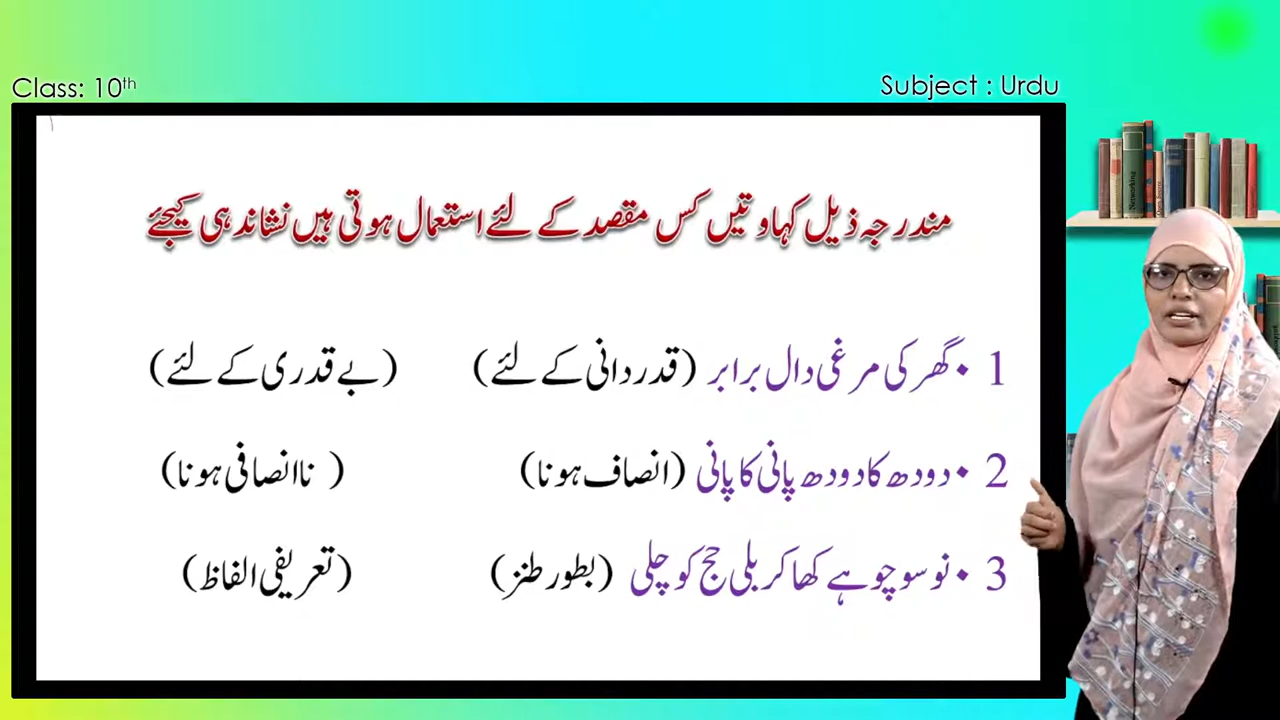 Class: 10th
Subject : Urdu
مندرجہ ذیل کہاوتیں کس مقصد کے لئے استعمال ہوتی ہیں نشاندہی کیجئے
1 • گھر کی مرغی دال برابر (قدردانی کے لئے) (بے قدری کے لئے)
2 • دودھ کا دودھ پانی کا پانی (انصاف ہونا) ( ناانصافی ہونا)
3 • نو سو چوہے کھا کر بلی حج کو چلی (بطور طنز) (تعریفی الفاظ)
Networking